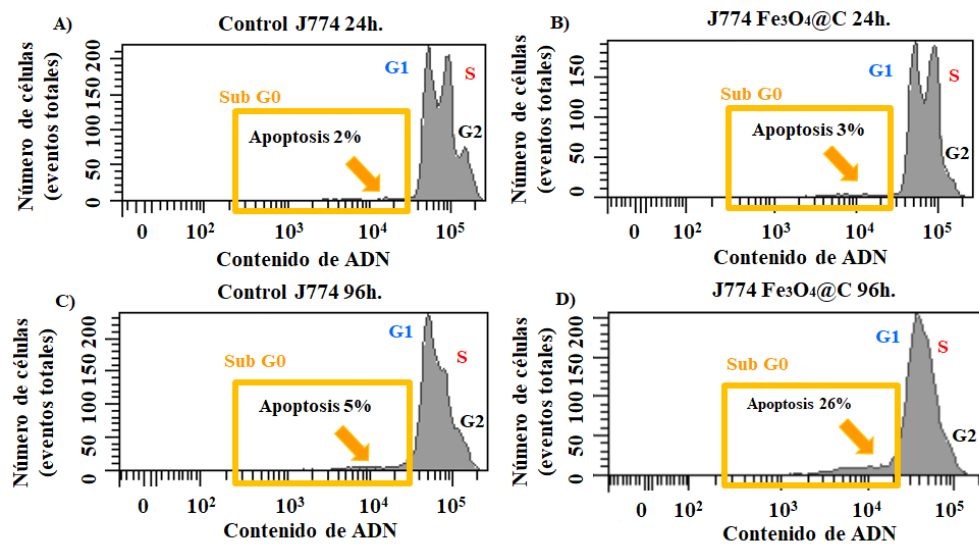 A)
Control J774 24h.
Número de células
(eventos totales)
200
150
100
50
0
G1
S
Sub G0
Apoptosis 2%
G2
0
10²
10³
10⁴
10⁵
Contenido de ADN
B)
J774 Fe₃O₄@C 24h.
Número de células
(eventos totales)
150
100
50
0
G1
S
Sub G0
Apoptosis 3%
G2
0
10²
10³
10⁴
10⁵
Contenido de ADN
C)
Control J774 96h.
Número de células
(eventos totales)
200
150
100
50
0
G1
S
Sub G0
Apoptosis 5%
G2
0
10²
10³
10⁴
10⁵
Contenido de ADN
D)
J774 Fe₃O₄@C 96h.
Número de células
(eventos totales)
200
150
100
50
0
G1
S
Sub G0
Apoptosis 26%
G2
0
10²
10³
10⁴
10⁵
Contenido de ADN